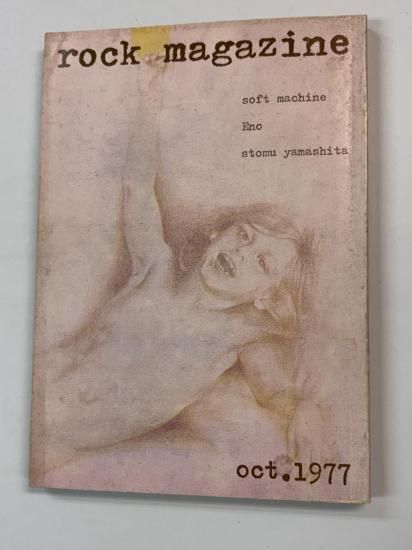 rock magazine
soft machine
Eno
stomu yamashita
oct.1977